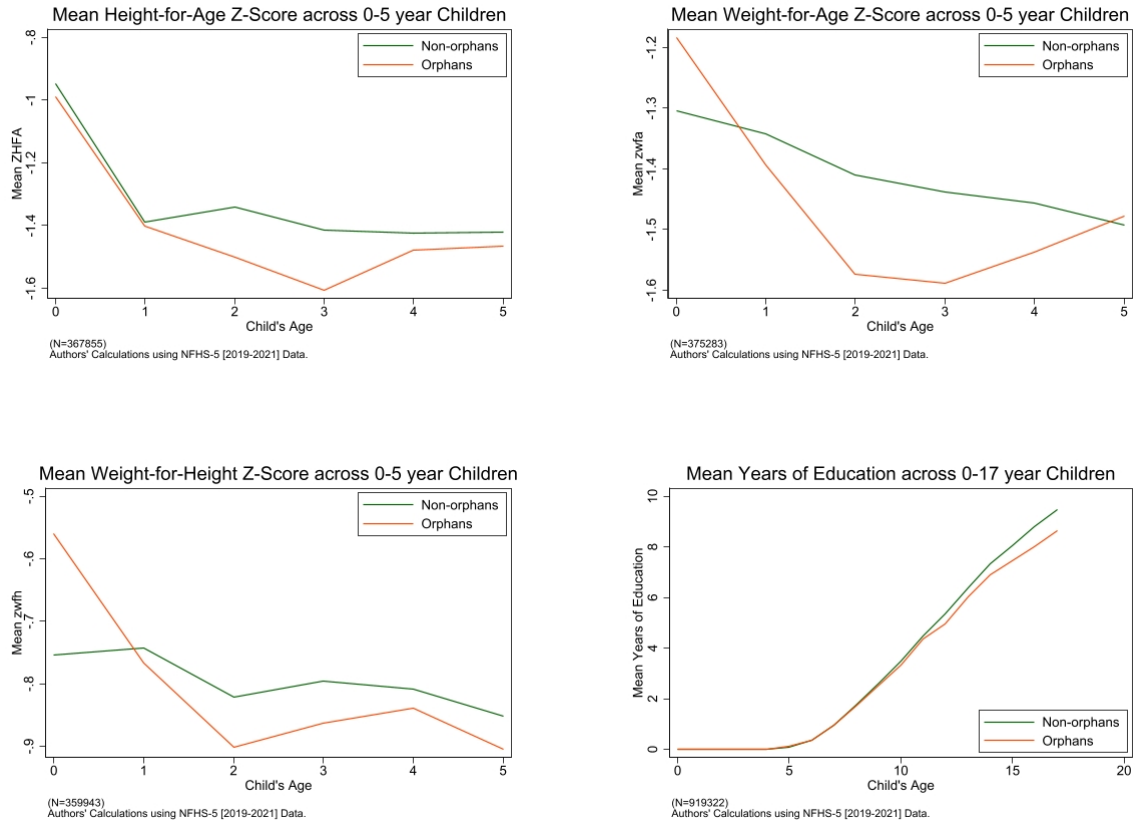 Mean Height-for-Age Z-Score across 0-5 year Children
Non-orphans
Orphans
Mean ZHFA
-.8
-1
-1.2
-1.4
-1.6
0 1 2 3 4 5
Child's Age
(N=367855)
Authors' Calculations using NFHS-5 [2019-2021] Data.
Mean Weight-for-Age Z-Score across 0-5 year Children
Non-orphans
Orphans
Mean zwfa
-1.2
-1.3
-1.4
-1.5
-1.6
0 1 2 3 4 5
Child's Age
(N=375283)
Authors' Calculations using NFHS-5 [2019-2021] Data.
Mean Weight-for-Height Z-Score across 0-5 year Children
Non-orphans
Orphans
Mean zwfh
-.5
-.6
-.7
-.8
-.9
0 1 2 3 4 5
Child's Age
(N=359943)
Authors' Calculations using NFHS-5 [2019-2021] Data.
Mean Years of Education across 0-17 year Children
Mean Years of Education
10
8
6
4
2
0
Non-orphans
Orphans
0 5 10 15 20
Child's Age
(N=919322)
Authors' Calculations using NFHS-5 [2019-2021] Data.